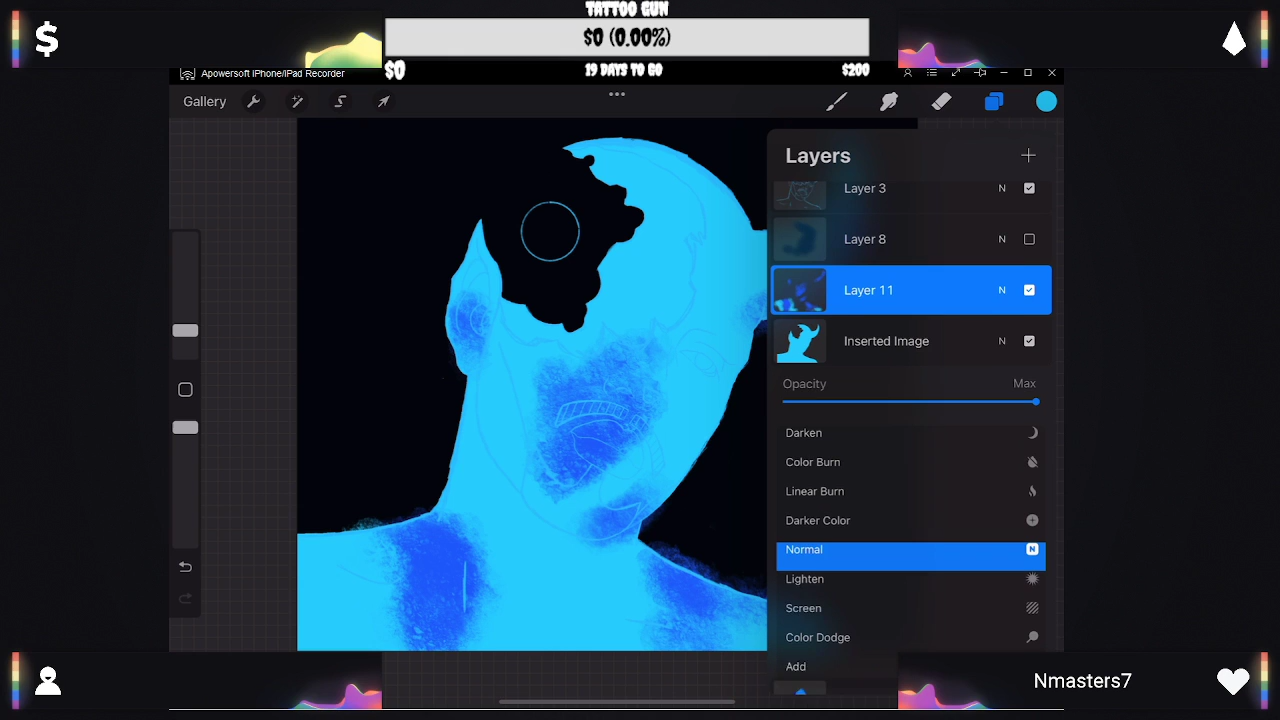 TATTOO GUN
$0 (0.00%)
$0 19 DAYS TO GO $200
$
Apowersoft iPhone/iPad Recorder
Gallery
Layers
Layer 3 N
Layer 8 N
Layer 11 N
Inserted Image N
Opacity Max
Darken
Color Burn
Linear Burn
Darker Color
Normal N
Lighten
Screen
Color Dodge
Add
Nmasters7